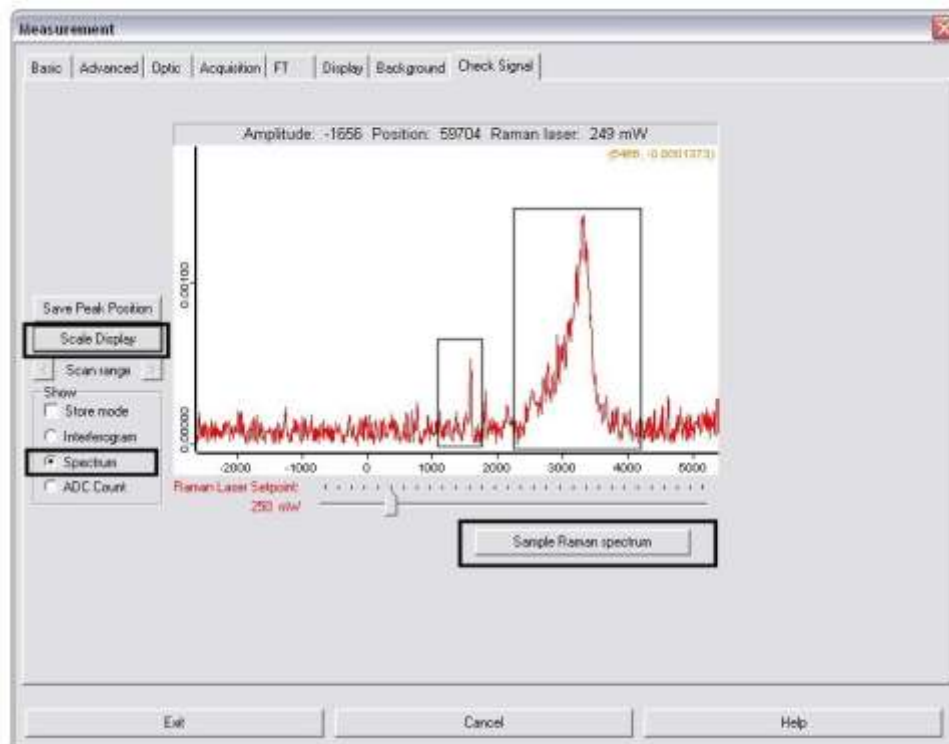 Measurement
Basic Advanced Optic Acquisition FT Display Background Check Signal
Amplitude: -1656 Position: 59704 Raman laser: 249 mW
0.00100
0.00000
-2000 -1000 0 1000 2000 3000 4000 5000
Save Peak Position
Scale Display
< Scan range >
Show
Store mode
Interferogram
Spectrum
ADC Count
Raman Laser Setpoint:
250 mW
Sample Raman spectrum
Exit Cancel Help